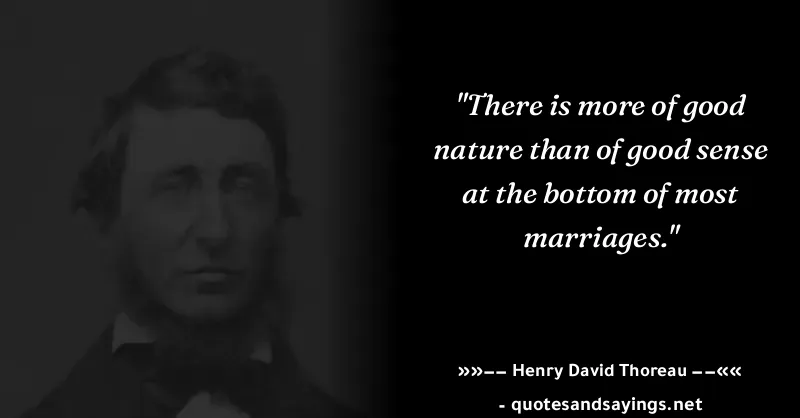 "There is more of good
nature than of good sense
at the bottom of most
marriages."
»»–– Henry David Thoreau ––««
- quotesandsayings.net